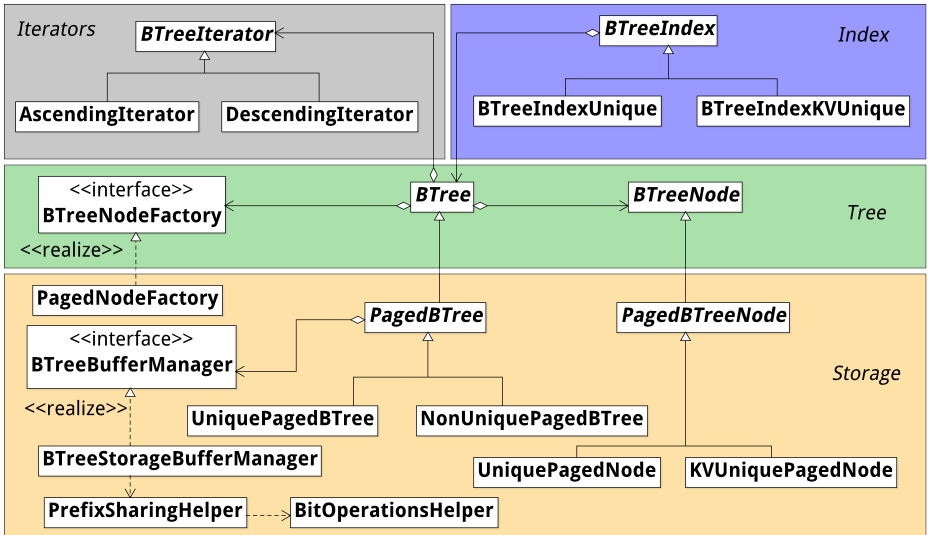 Iterators
BTreeIterator
AscendingIterator
DescendingIterator
BTreeIndex
Index
BTreeIndexUnique
BTreeIndexKVUnique
<<interface>>
BTreeNodeFactory
<<realize>>
BTree
BTreeNode
Tree
PagedNodeFactory
<<interface>>
BTreeBufferManager
<<realize>>
PagedBTree
PagedBTreeNode
Storage
UniquePagedBTree
NonUniquePagedBTree
BTreeStorageBufferManager
UniquePagedNode
KVUniquePagedNode
PrefixSharingHelper
BitOperationsHelper